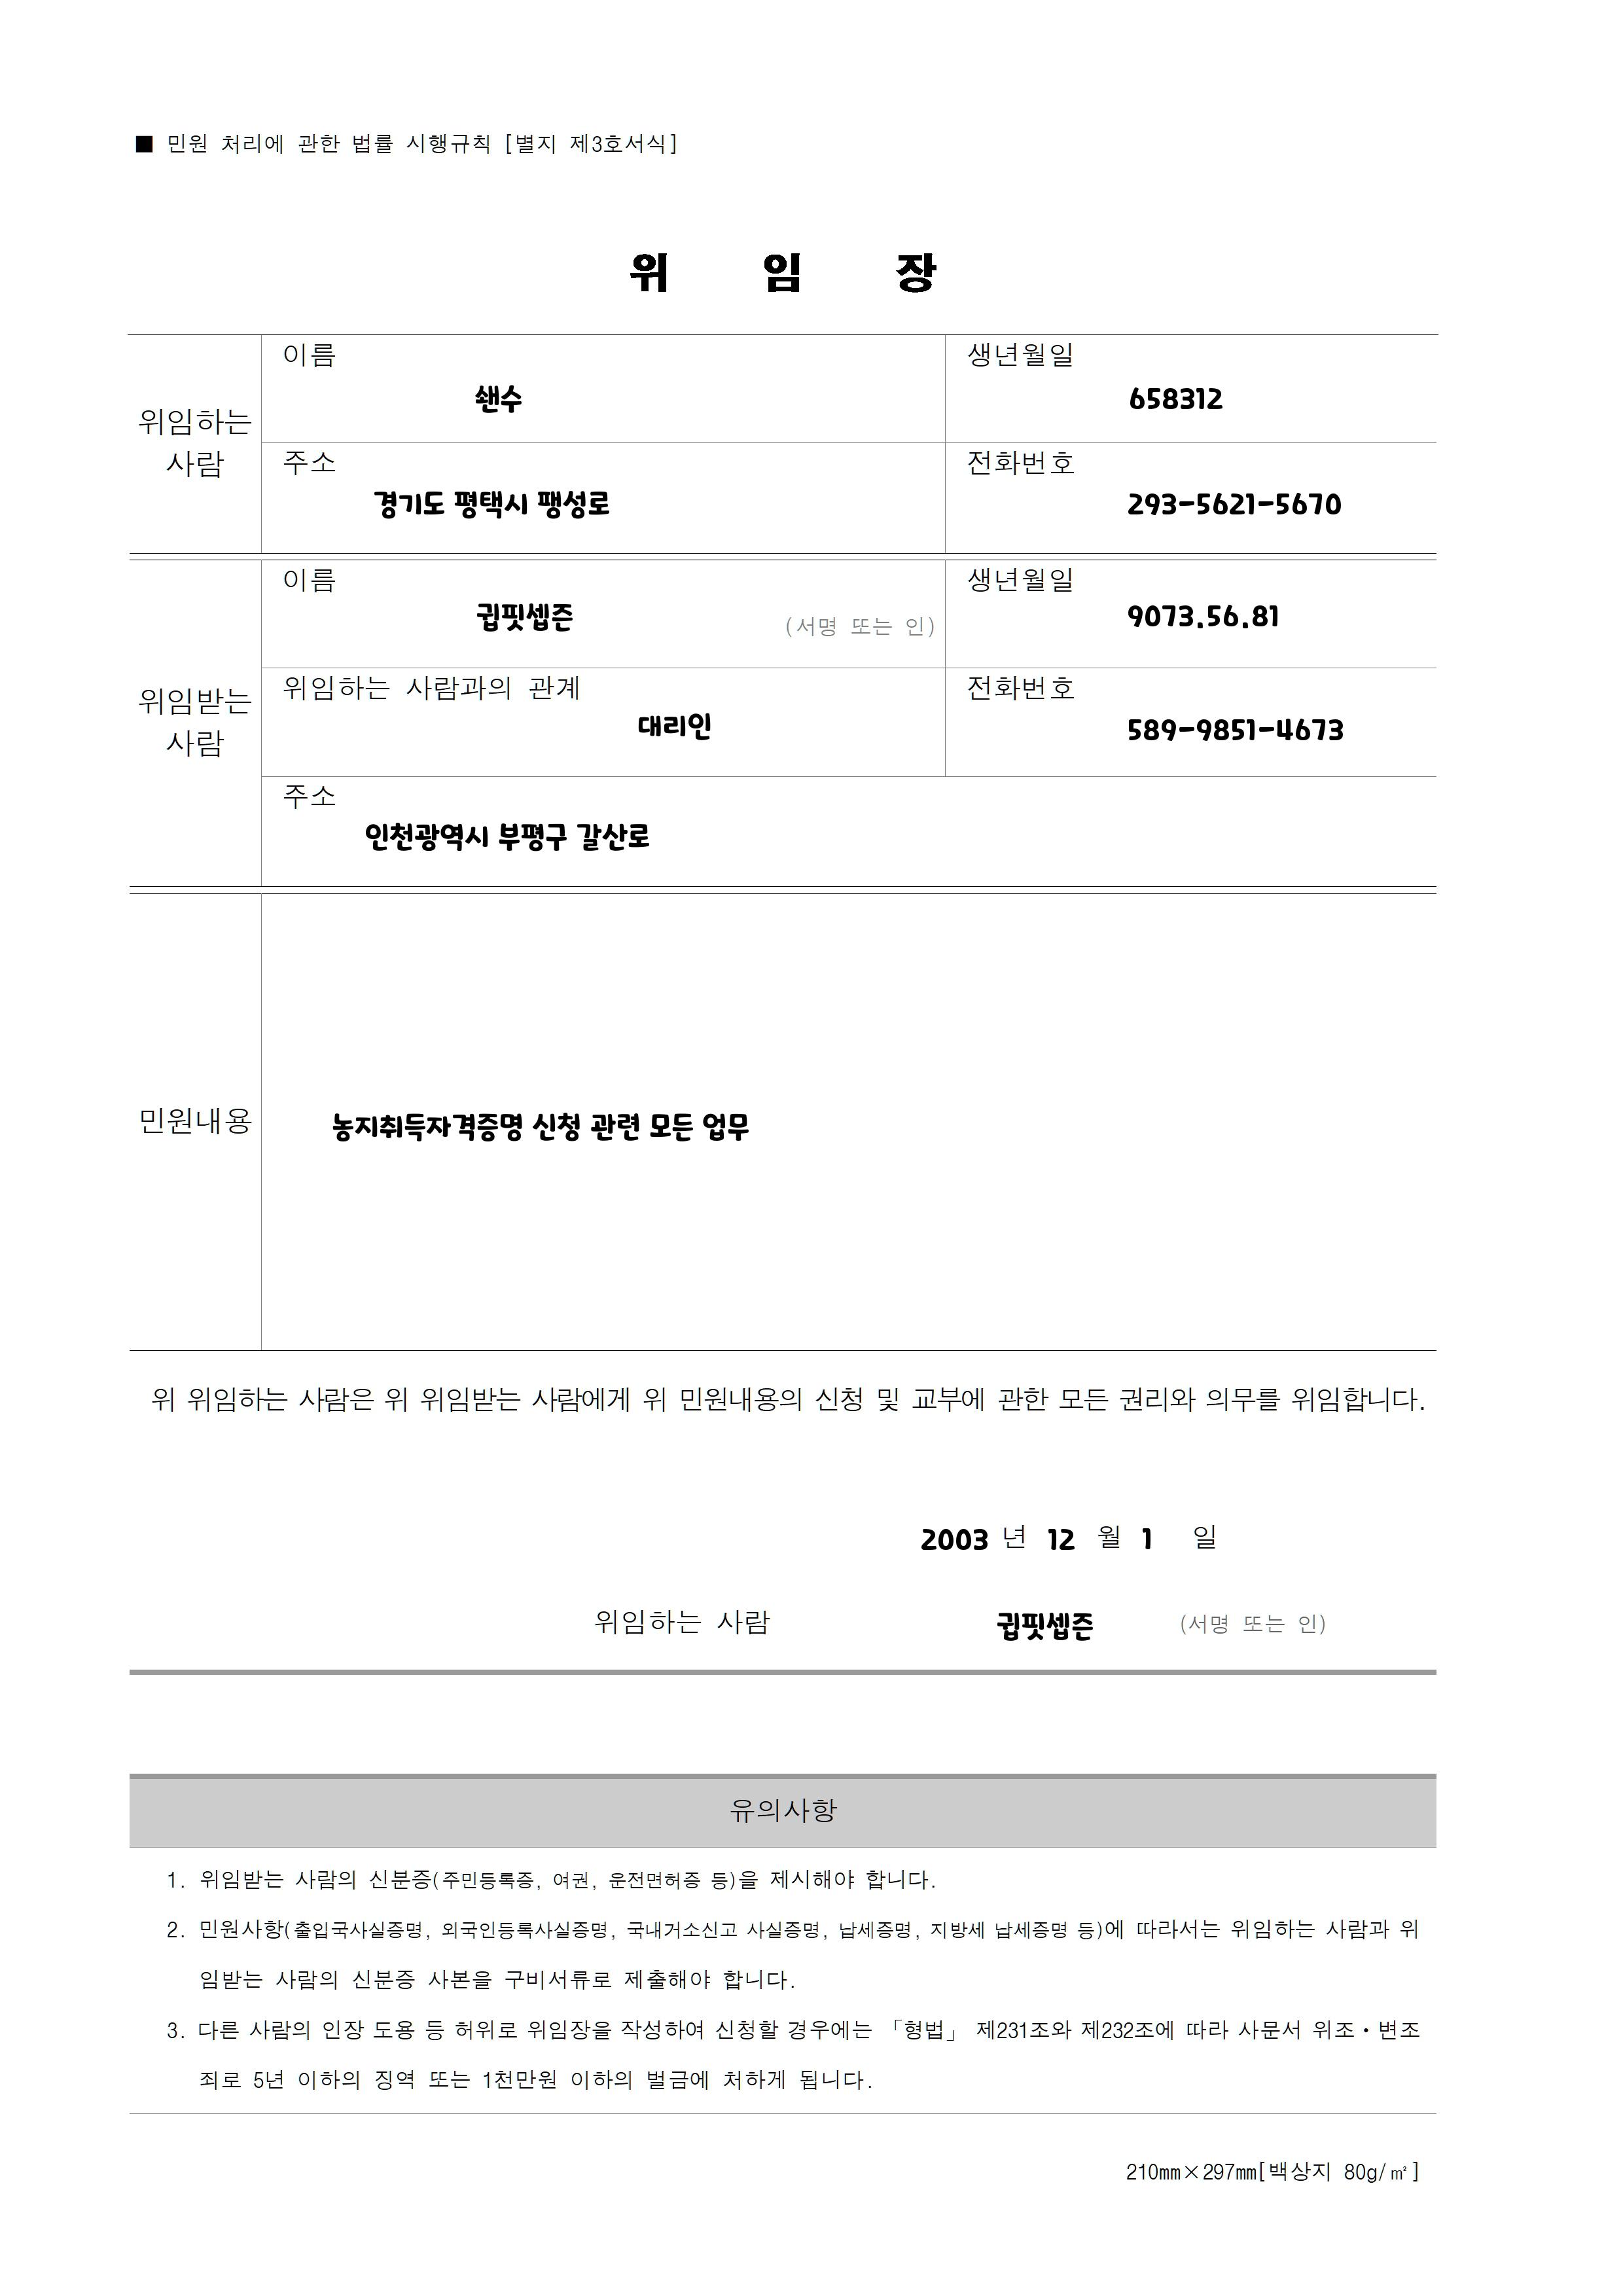 ■ 민원 처리에 관한 법률 시행규칙 [별지 제3호서식]
위 임 장
위임하는 사람
이름
쇈수
생년월일
658312
주소
경기도 평택시 팽성로
전화번호
293-5621-5670
위임받는 사람
이름
귑핏셉즌
(서명 또는 인)
생년월일
9073.56.81
위임하는 사람과의 관계
대리인
전화번호
589-9851-4673
주소
인천광역시 부평구 갈산로
민원내용
농지취득자격증명 신청 관련 모든 업무
위 위임하는 사람은 위 위임받는 사람에게 위 민원내용의 신청 및 교부에 관한 모든 권리와 의무를 위임합니다.
2003 년 12 월 1 일
위임하는 사람 귑핏셉즌 (서명 또는 인)
유의사항
1. 위임받는 사람의 신분증(주민등록증, 여권, 운전면허증 등)을 제시해야 합니다.
2. 민원사항(출입국사실증명, 외국인등록사실증명, 국내거소신고 사실증명, 납세증명, 지방세 납세증명 등)에 따라서는 위임하는 사람과 위
임받는 사람의 신분증 사본을 구비서류로 제출해야 합니다.
3. 다른 사람의 인장 도용 등 허위로 위임장을 작성하여 신청할 경우에는 「형법」 제231조와 제232조에 따라 사문서 위조·변조
죄로 5년 이하의 징역 또는 1천만원 이하의 벌금에 처하게 됩니다.
210㎜×297㎜[백상지 80g/㎡]